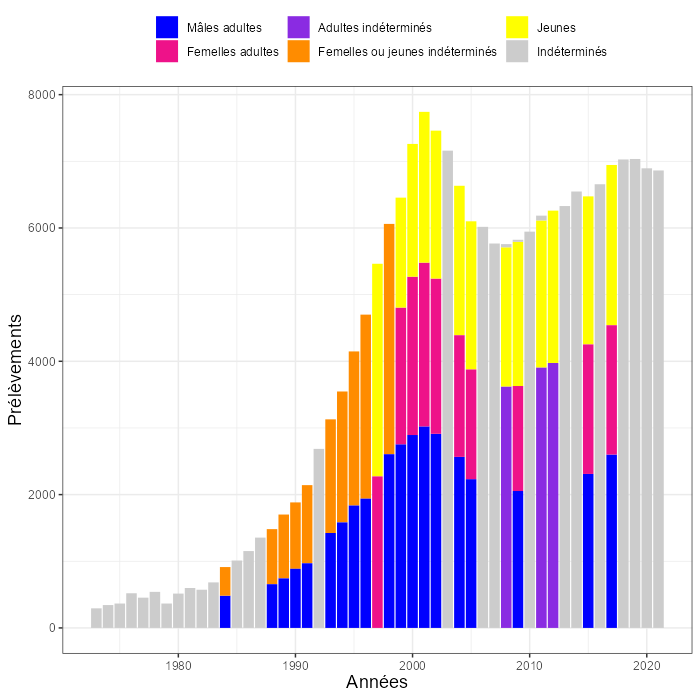 Mâles adultes Adultes indéterminés Jeunes
Femelles adultes Femelles ou jeunes indéterminés Indéterminés
8000
6000
4000
2000
0
Prélèvements
1980 1990 2000 2010 2020
Années